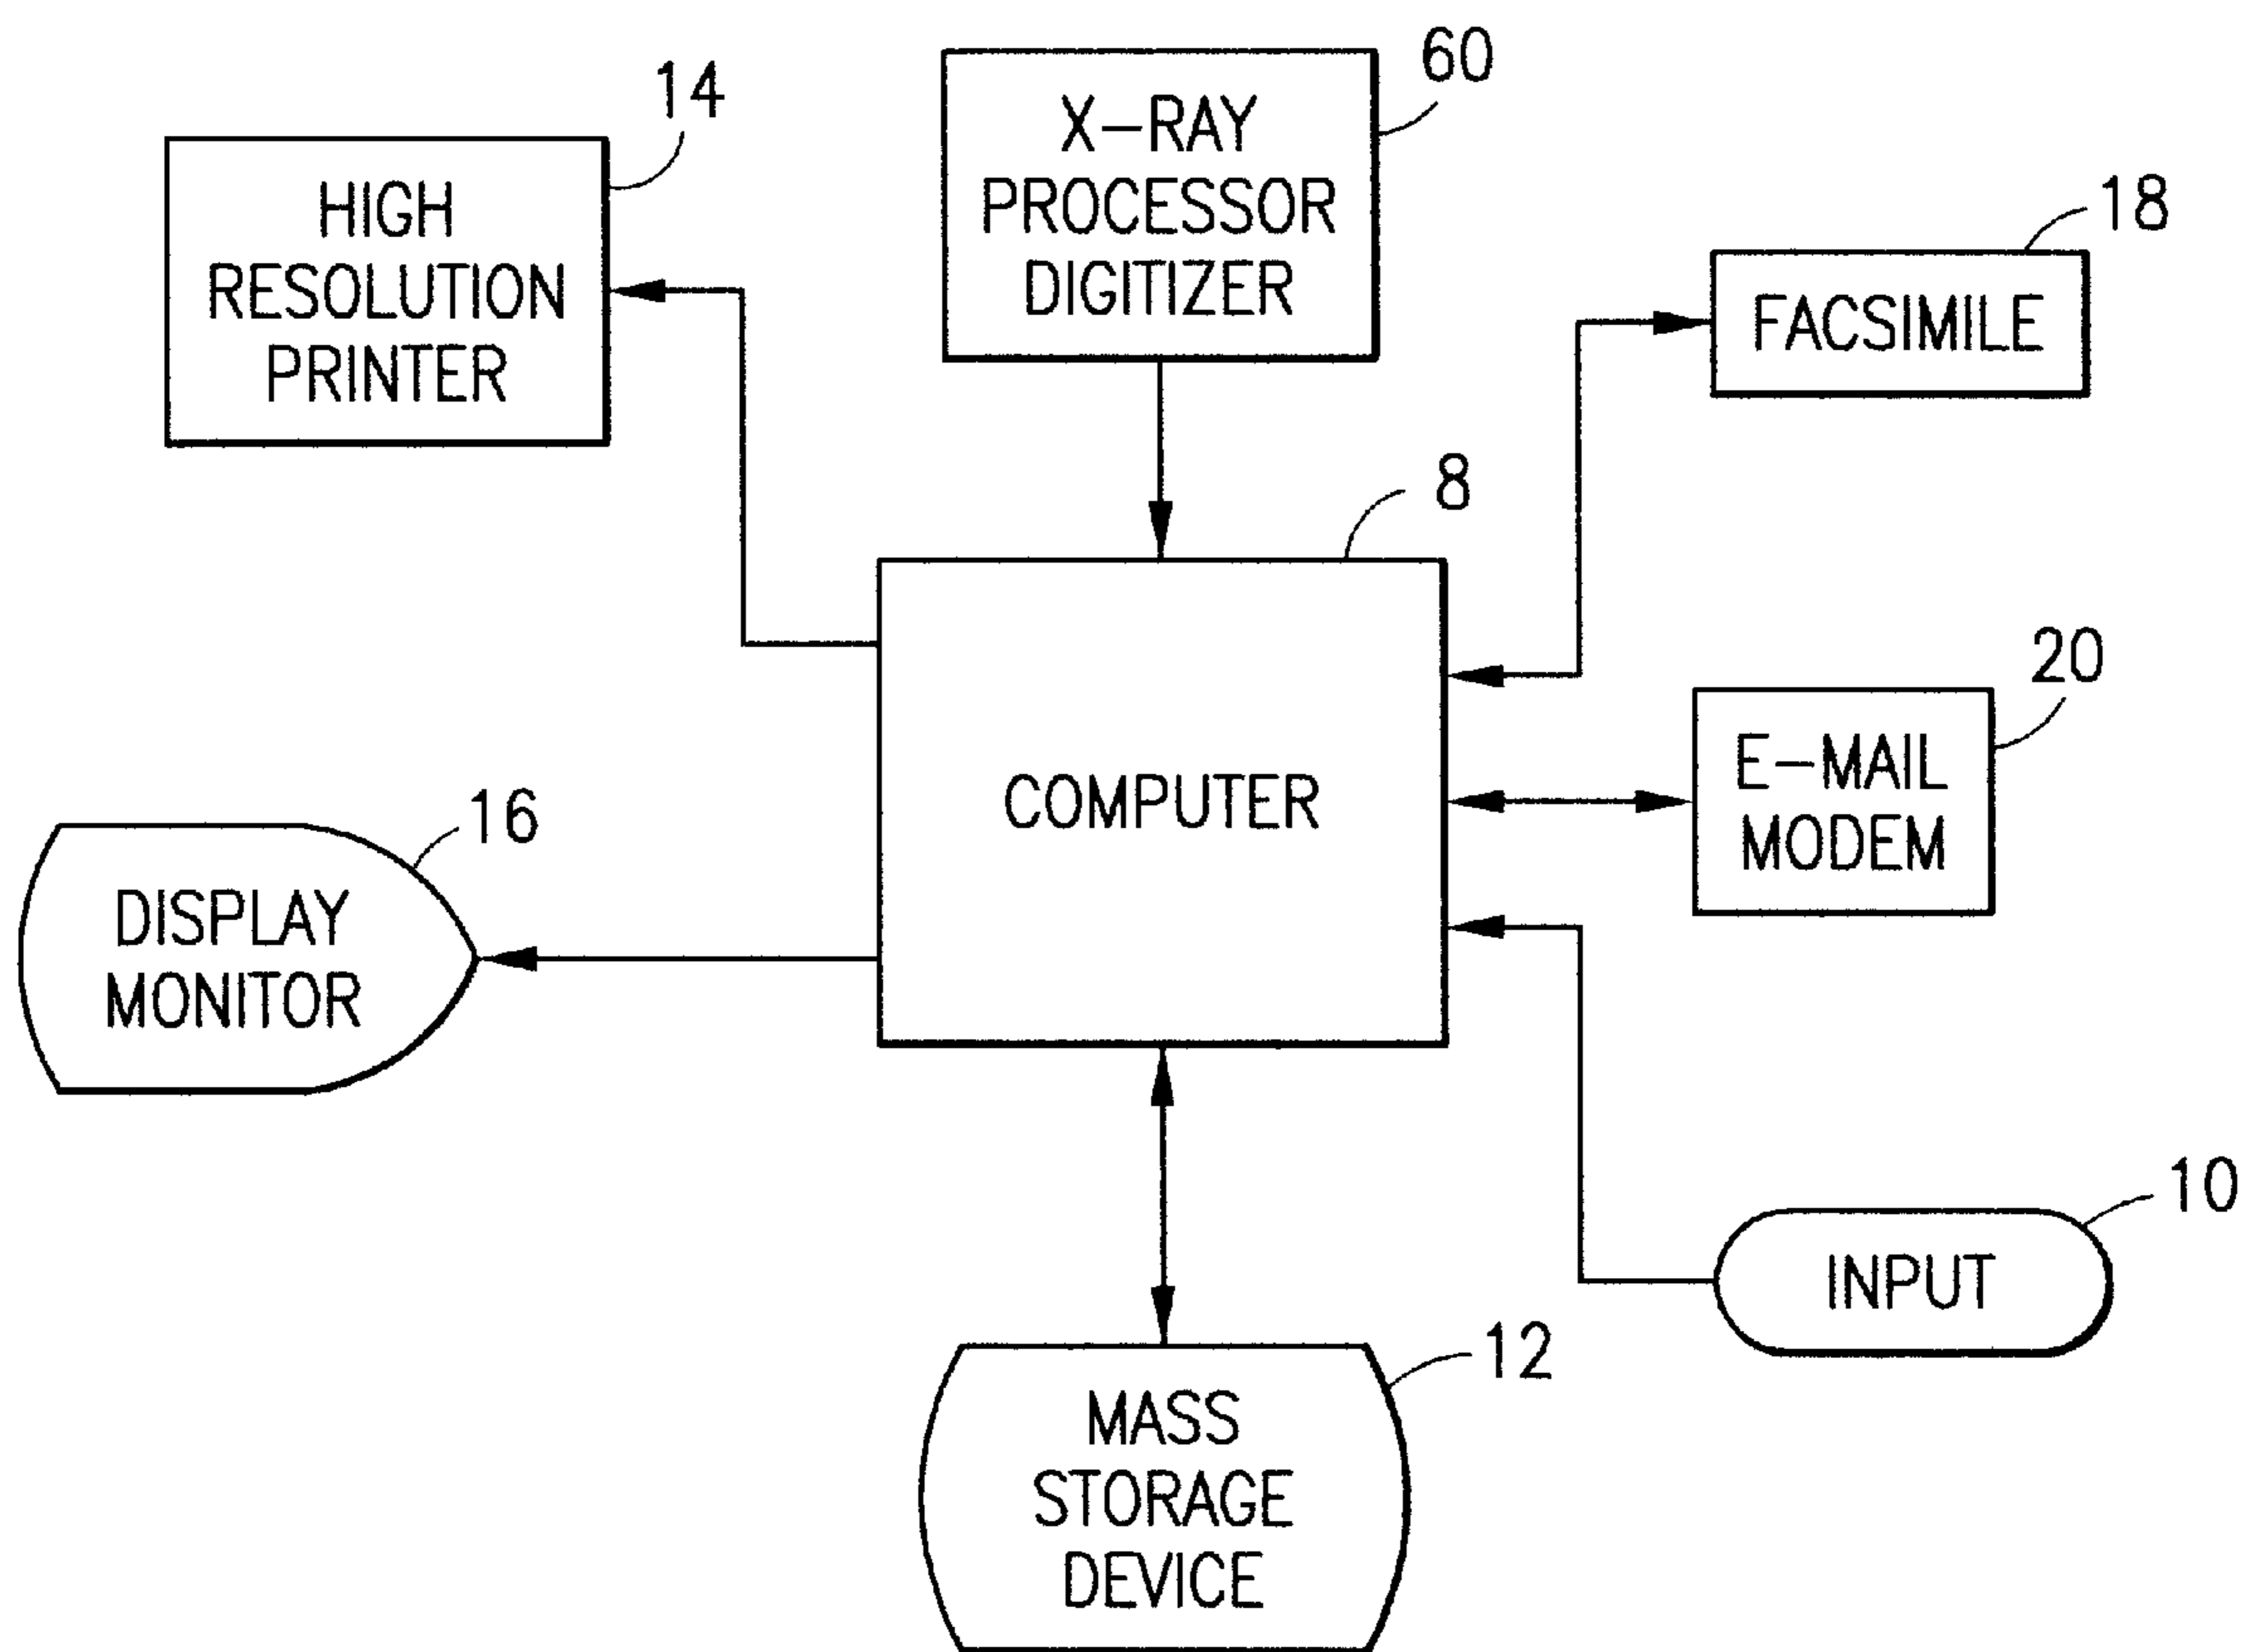 60
14
X-RAY
PROCESSOR
DIGITIZER
HIGH
RESOLUTION
PRINTER
18
FACSIMILE
8
20
E-MAIL
MODEM
COMPUTER
16
DISPLAY
MONITOR
10
INPUT
12
MASS
STORAGE
DEVICE